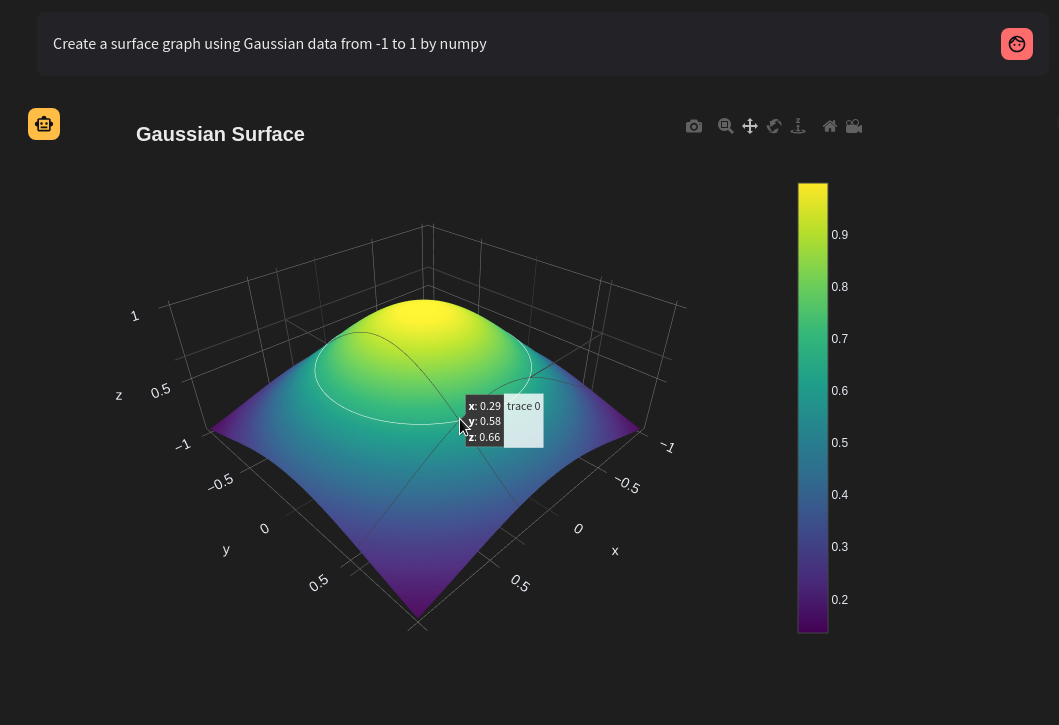 Create a surface graph using Gaussian data from -1 to 1 by numpy
Gaussian Surface
z
0.9
0.8
0.7
0.6
0.5
0.4
0.3
0.2
1
0.5
z
−1
−0.5
0
0.5
y
−1
−0.5
0
0.5
x
x: 0.29 trace 0
y: 0.58
z: 0.66